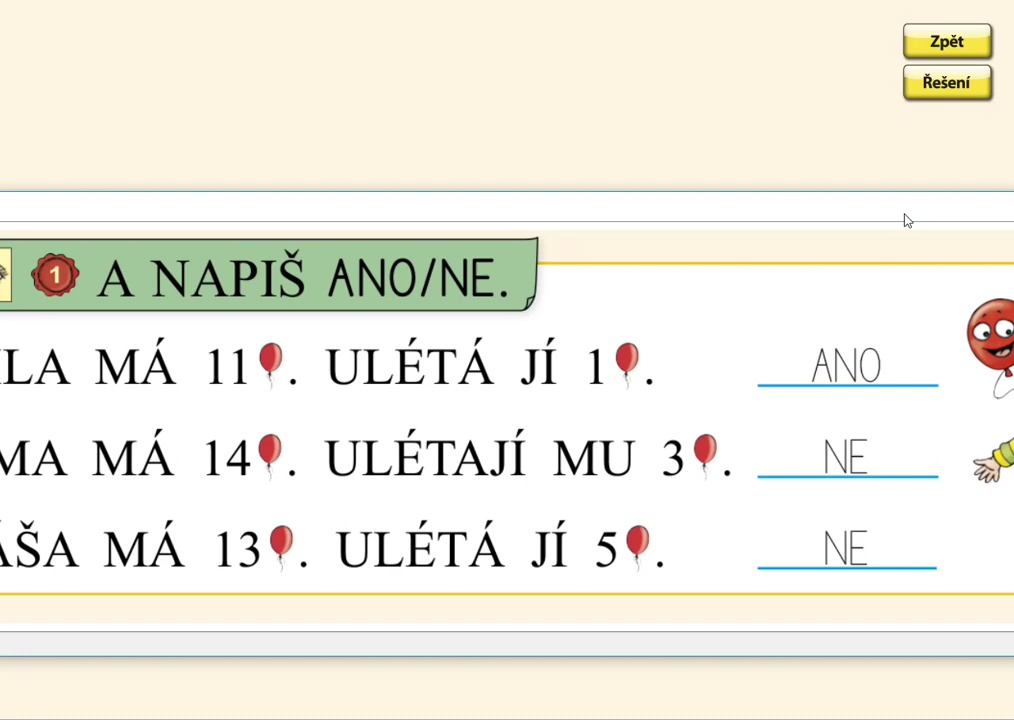 Zpět
Řešení
1 A NAPIŠ ANO/NE.
LA MÁ 11. ULÉTÁ JÍ 1. ANO
MA MÁ 14. ULÉTAJÍ MU 3. NE
ÁŠA MÁ 13. ULÉTÁ JÍ 5. NE